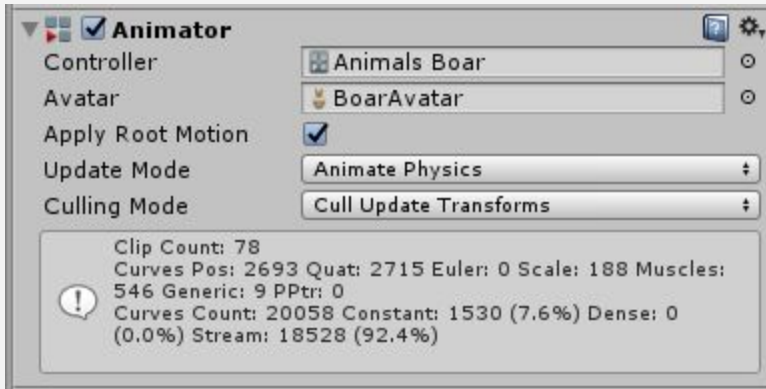 Animator
Controller Animals Boar
Avatar BoarAvatar
Apply Root Motion
Update Mode Animate Physics
Culling Mode Cull Update Transforms
Clip Count: 78
Curves Pos: 2693 Quat: 2715 Euler: 0 Scale: 188 Muscles:
546 Generic: 9 PPtr: 0
Curves Count: 20058 Constant: 1530 (7.6%) Dense: 0
(0.0%) Stream: 18528 (92.4%)